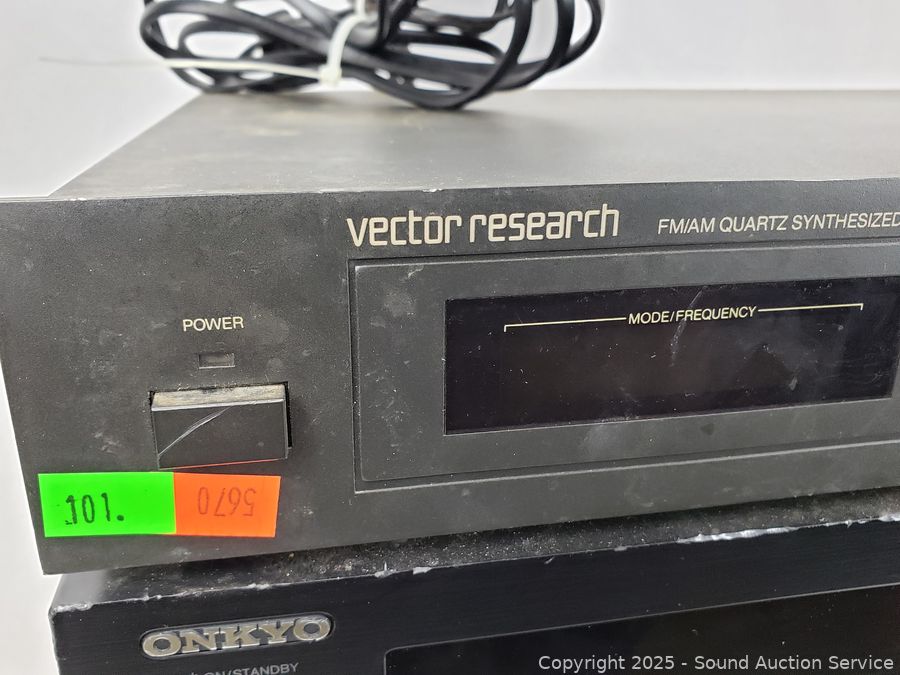 vector research
FM/AM QUARTZ SYNTHESIZED
POWER
MODE/FREQUENCY
101.
5670
ONKYO
ON/STANDBY
Copyright 2025 - Sound Auction Service